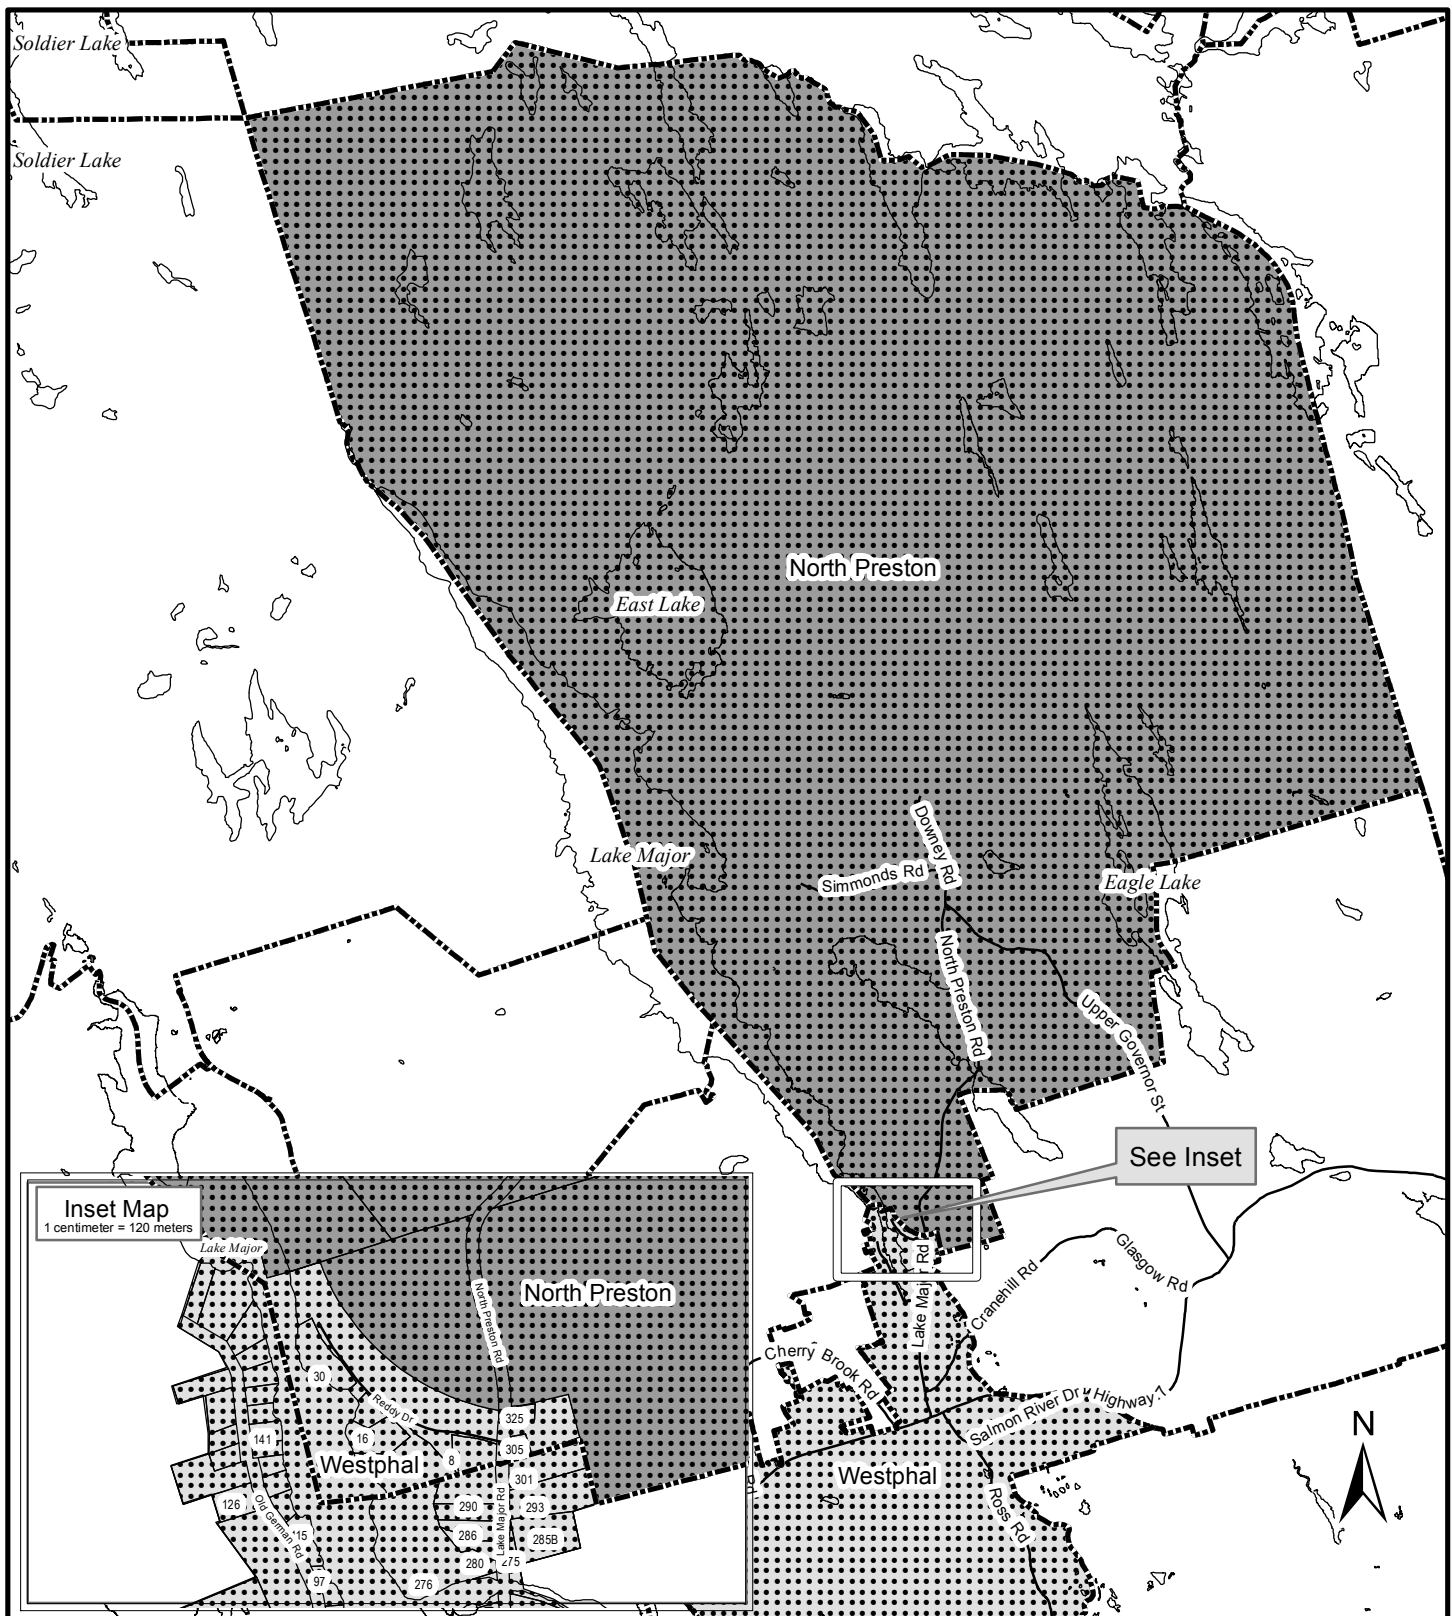 Soldier Lake
Soldier Lake
North Preston
East Lake
Downey Rd
Lake Major
Simmonds Rd
Eagle Lake
North Preston Rd
Upper Governor St
See Inset
Inset Map
1 centimeter = 120 meters
Lake Major
North Preston
North Preston Rd
30
Reddy Dr
325
16
141
305
8
Westphal
301
126
290
293
Old German Rd
Lake Major Rd
286
285B
280
275
97
276
Lake Major Rd
Cranehill Rd
Glasgow Rd
Cherry Brook Rd
Salmon River Dr
Highway 7
N
Westphal
Rd
Ross Rd